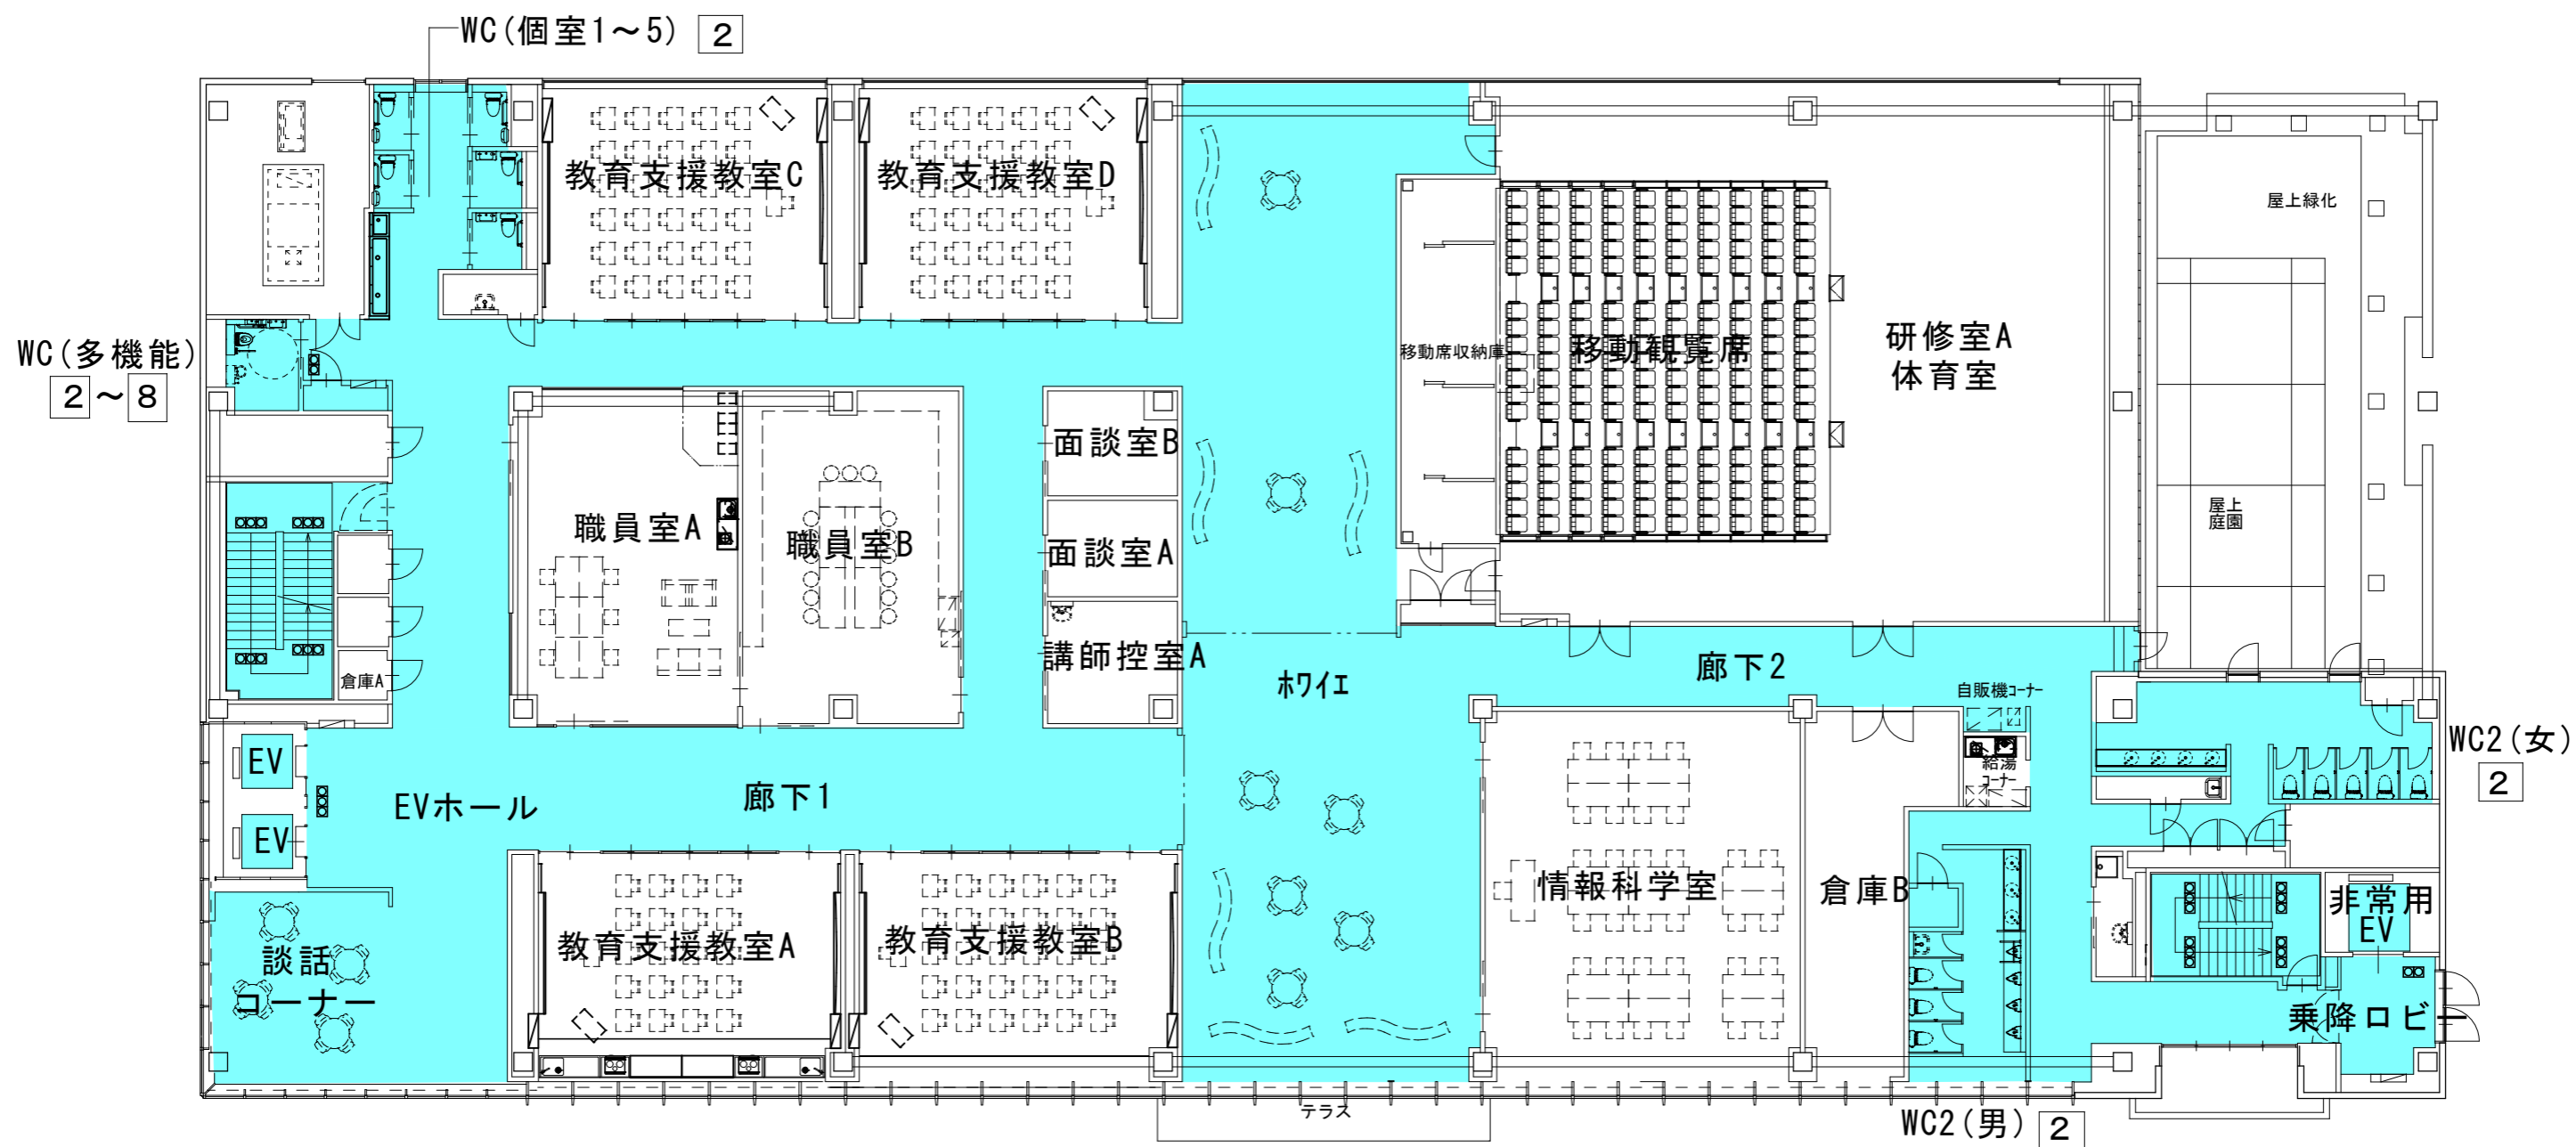 WC(個室1～5) 2
教育支援教室C
教育支援教室D
屋上緑化
WC(多機能)
2～8
移動席収納庫
移動観覧席
研修室A
体育室
面談室B
職員室A
職員室B
面談室A
屋上
庭園
講師控室A
倉庫A
ホワイエ
廊下2
自販機コーナー
給湯
コーナー
WC2(女)
2
EV
EV
EVホール
廊下1
情報科学室
倉庫B
非常用
EV
教育支援教室A
教育支援教室B
談話
コーナー
乗降ロビー
テラス
WC2(男) 2